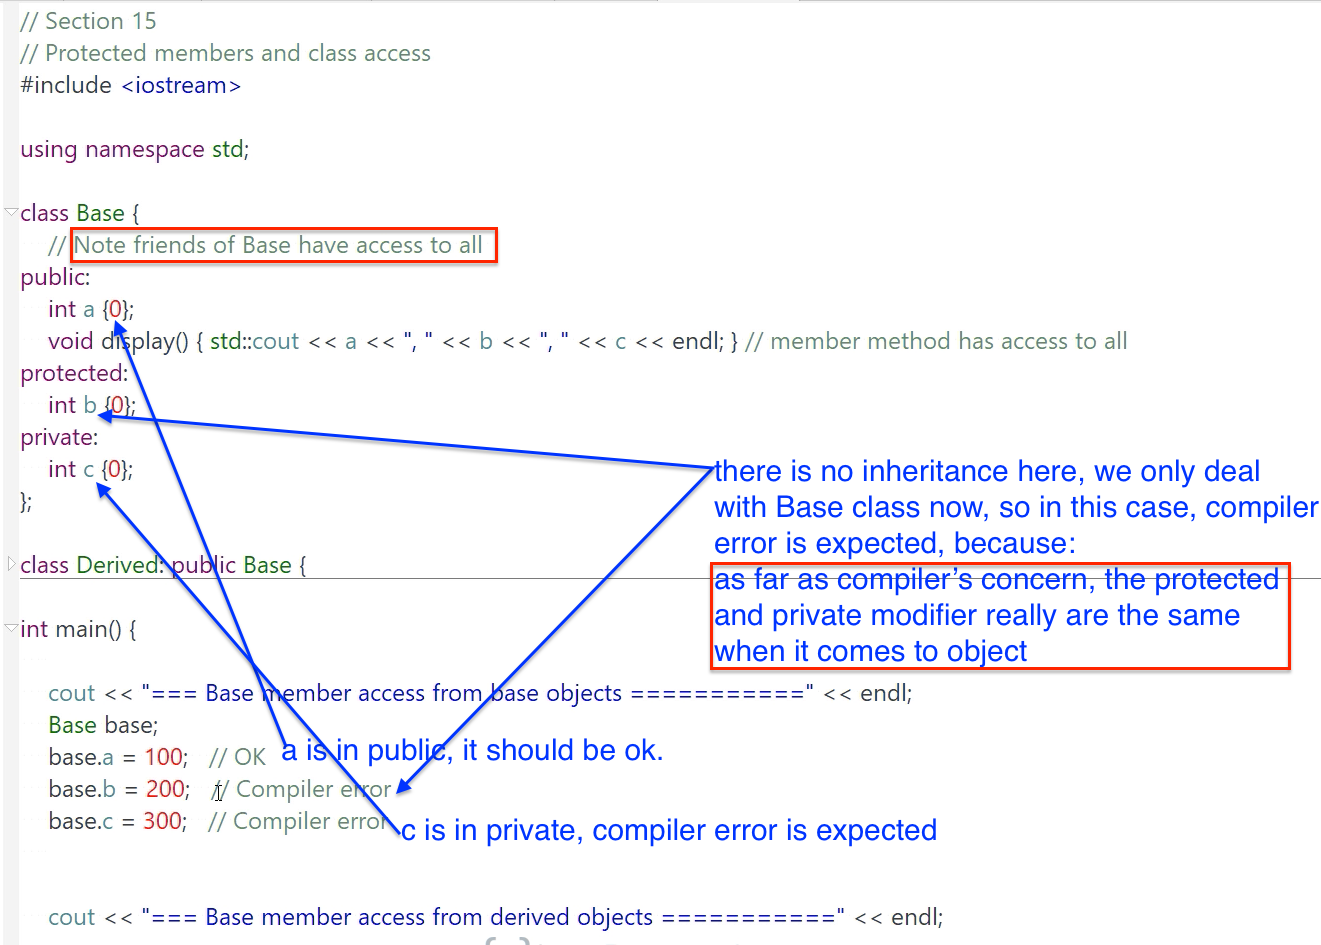 // Section 15
// Protected members and class access
#include <iostream>
using namespace std;
class Base {
// Note friends of Base have access to all
public:
int a {0};
void display() { std::cout << a << ", " << b << ", " << c << endl; } // member method has access to all
protected:
int b {0};
private:
int c {0};
};
there is no inheritance here, we only deal
with Base class now, so in this case, compiler
error is expected, because:
as far as compiler's concern, the protected
and private modifier really are the same
when it comes to object
class Derived: public Base {
int main() {
cout << "=== Base member access from base objects ===========" << endl;
Base base;
base.a = 100; // OK
a is in public, it should be ok.
base.b = 200; // Compiler error
base.c = 300; // Compiler error
c is in private, compiler error is expected
cout << "=== Base member access from derived objects ===========" << endl;